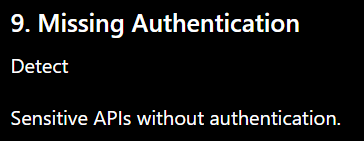 9. Missing Authentication
Detect
Sensitive APIs without authentication.